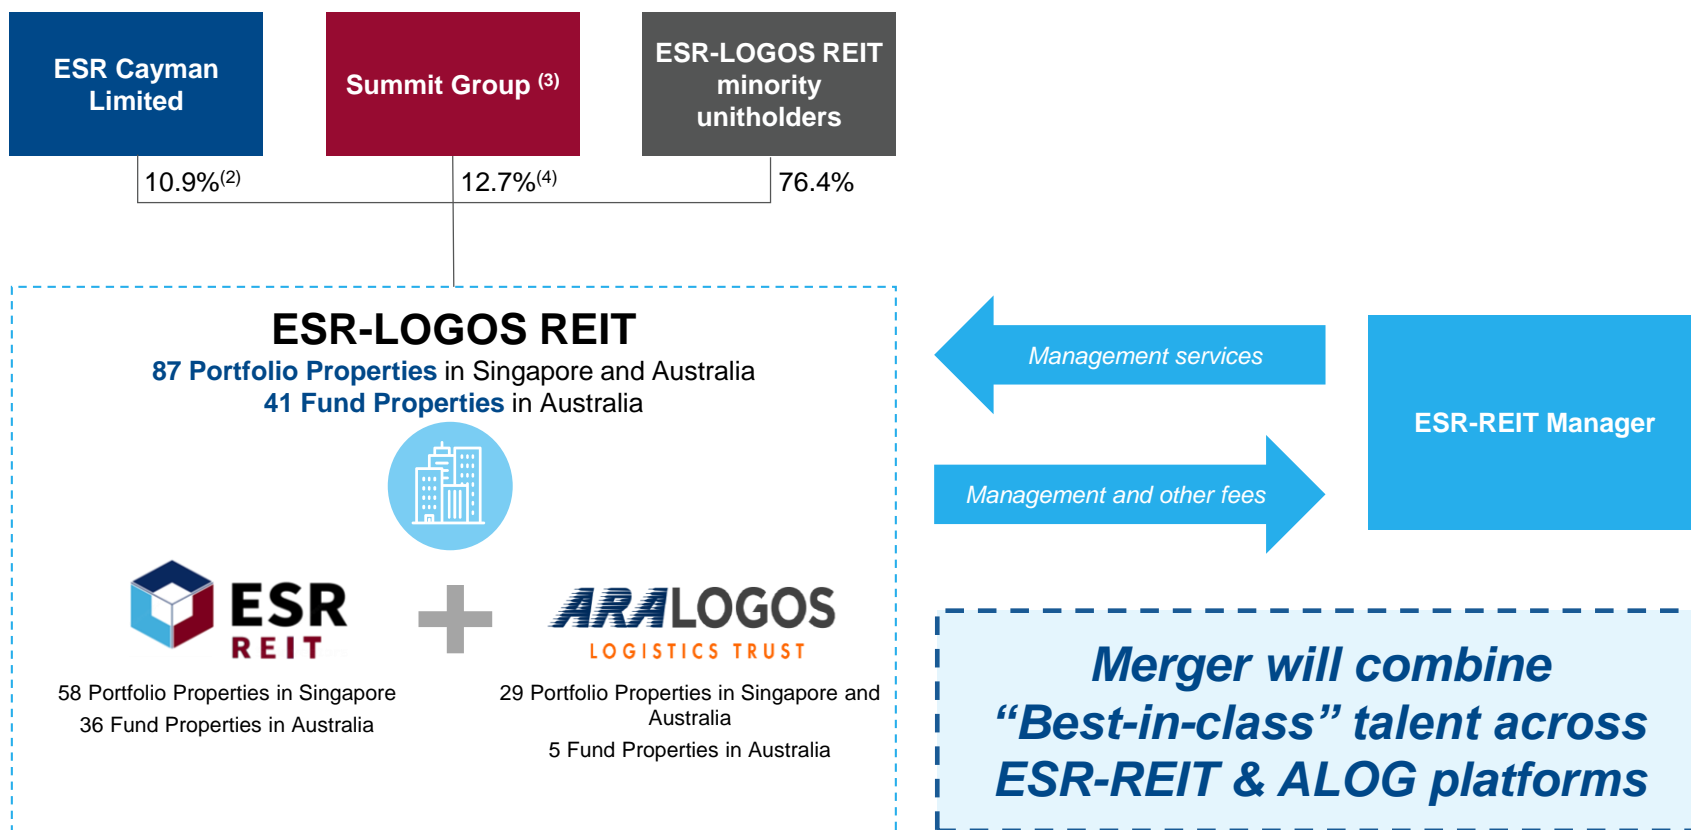 ESR Cayman
Limited
Summit Group (3)
ESR-LOGOS REIT
minority
unitholders
10.9%(2)
12.7%(4)
76.4%
ESR-LOGOS REIT
87 Portfolio Properties in Singapore and Australia
41 Fund Properties in Australia
ESR
REIT
58 Portfolio Properties in Singapore
36 Fund Properties in Australia
ARALOGOS
LOGISTICS TRUST
29 Portfolio Properties in Singapore and
Australia
5 Fund Properties in Australia
Management services
Management and other fees
ESR-REIT Manager
Merger will combine
“Best-in-class” talent across
ESR-REIT & ALOG platforms